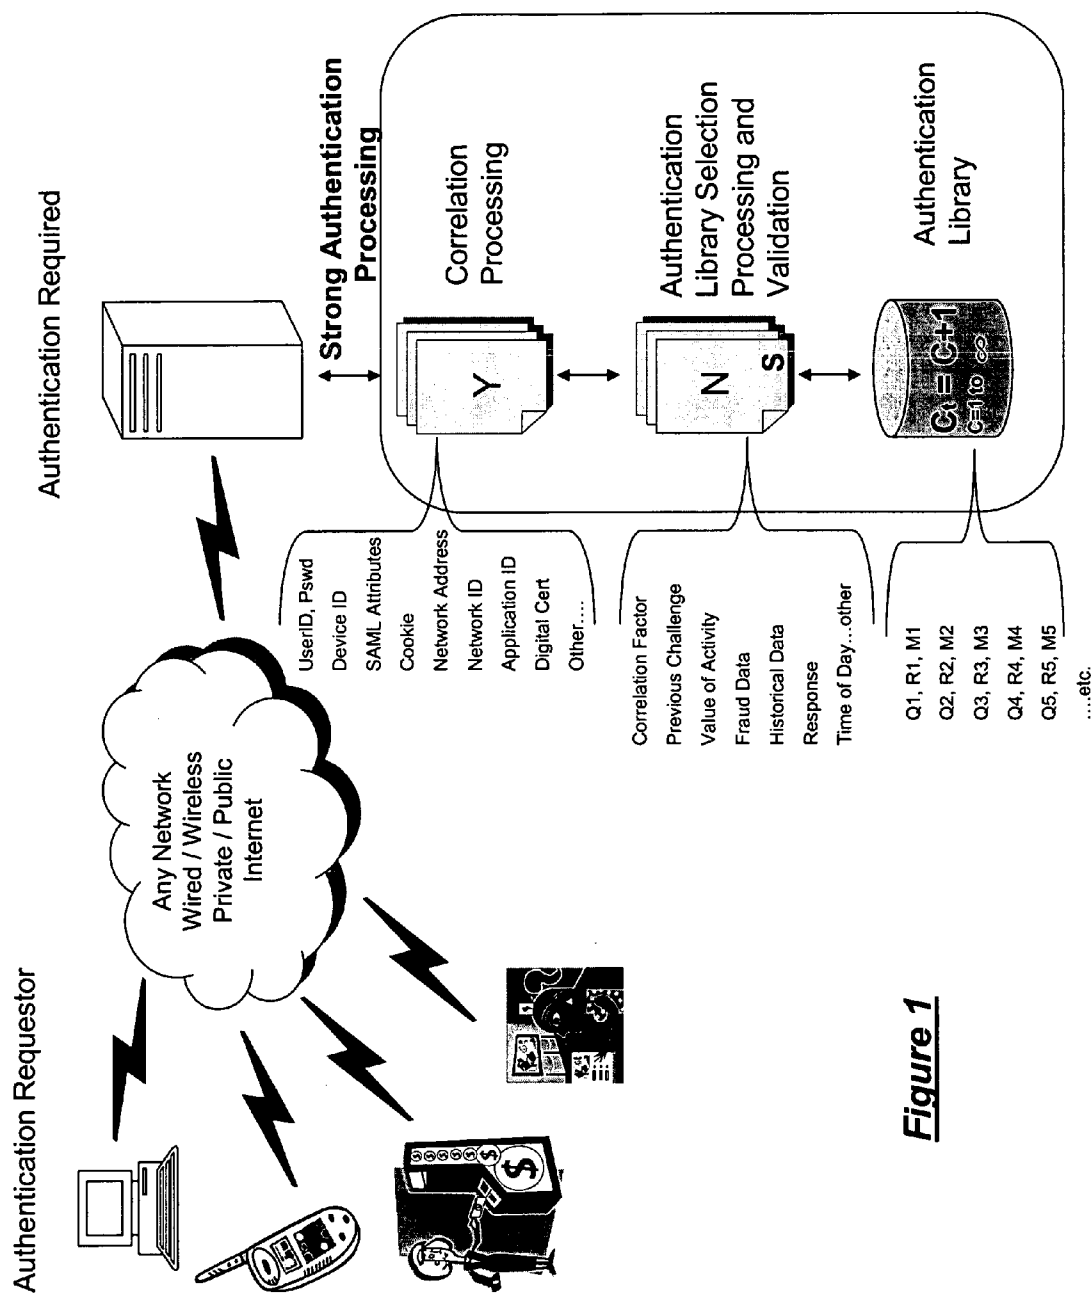 Authentication Requestor
Authentication Required
Any Network
Wired / Wireless
Private / Public
Internet
Strong Authentication
Processing
UserID, Pswd
Device ID
SAML Attributes
Cookie
Network Address
Network ID
Application ID
Digital Cert
Other.....
Y
Correlation
Processing
Correlation Factor
Previous Challenge
Value of Activity
Fraud Data
Historical Data
Response
Time of Day....other
N
S
Authentication
Library Selection
Processing and
Validation
Q1, R1, M1
Q2, R2, M2
Q3, R3, M3
Q4, R4, M4
Q5, R5, M5
....etc.
C=1 to ∞
Authentication
Library
$
Figure 1